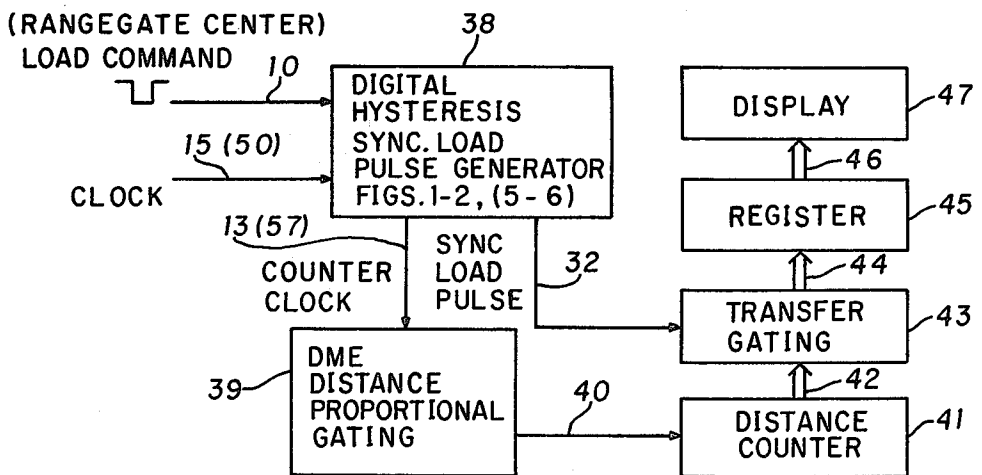 (RANGEGATE CENTER)
LOAD COMMAND
10
38
DIGITAL
HYSTERESIS
SYNC. LOAD
PULSE GENERATOR
FIGS. 1-2, (5-6)
15 (50)
CLOCK
13 (57)
COUNTER
CLOCK
SYNC
LOAD
PULSE
32
DISPLAY
47
46
REGISTER
45
44
TRANSFER
GATING
43
42
39
DME
DISTANCE
PROPORTIONAL
GATING
40
DISTANCE
COUNTER
41